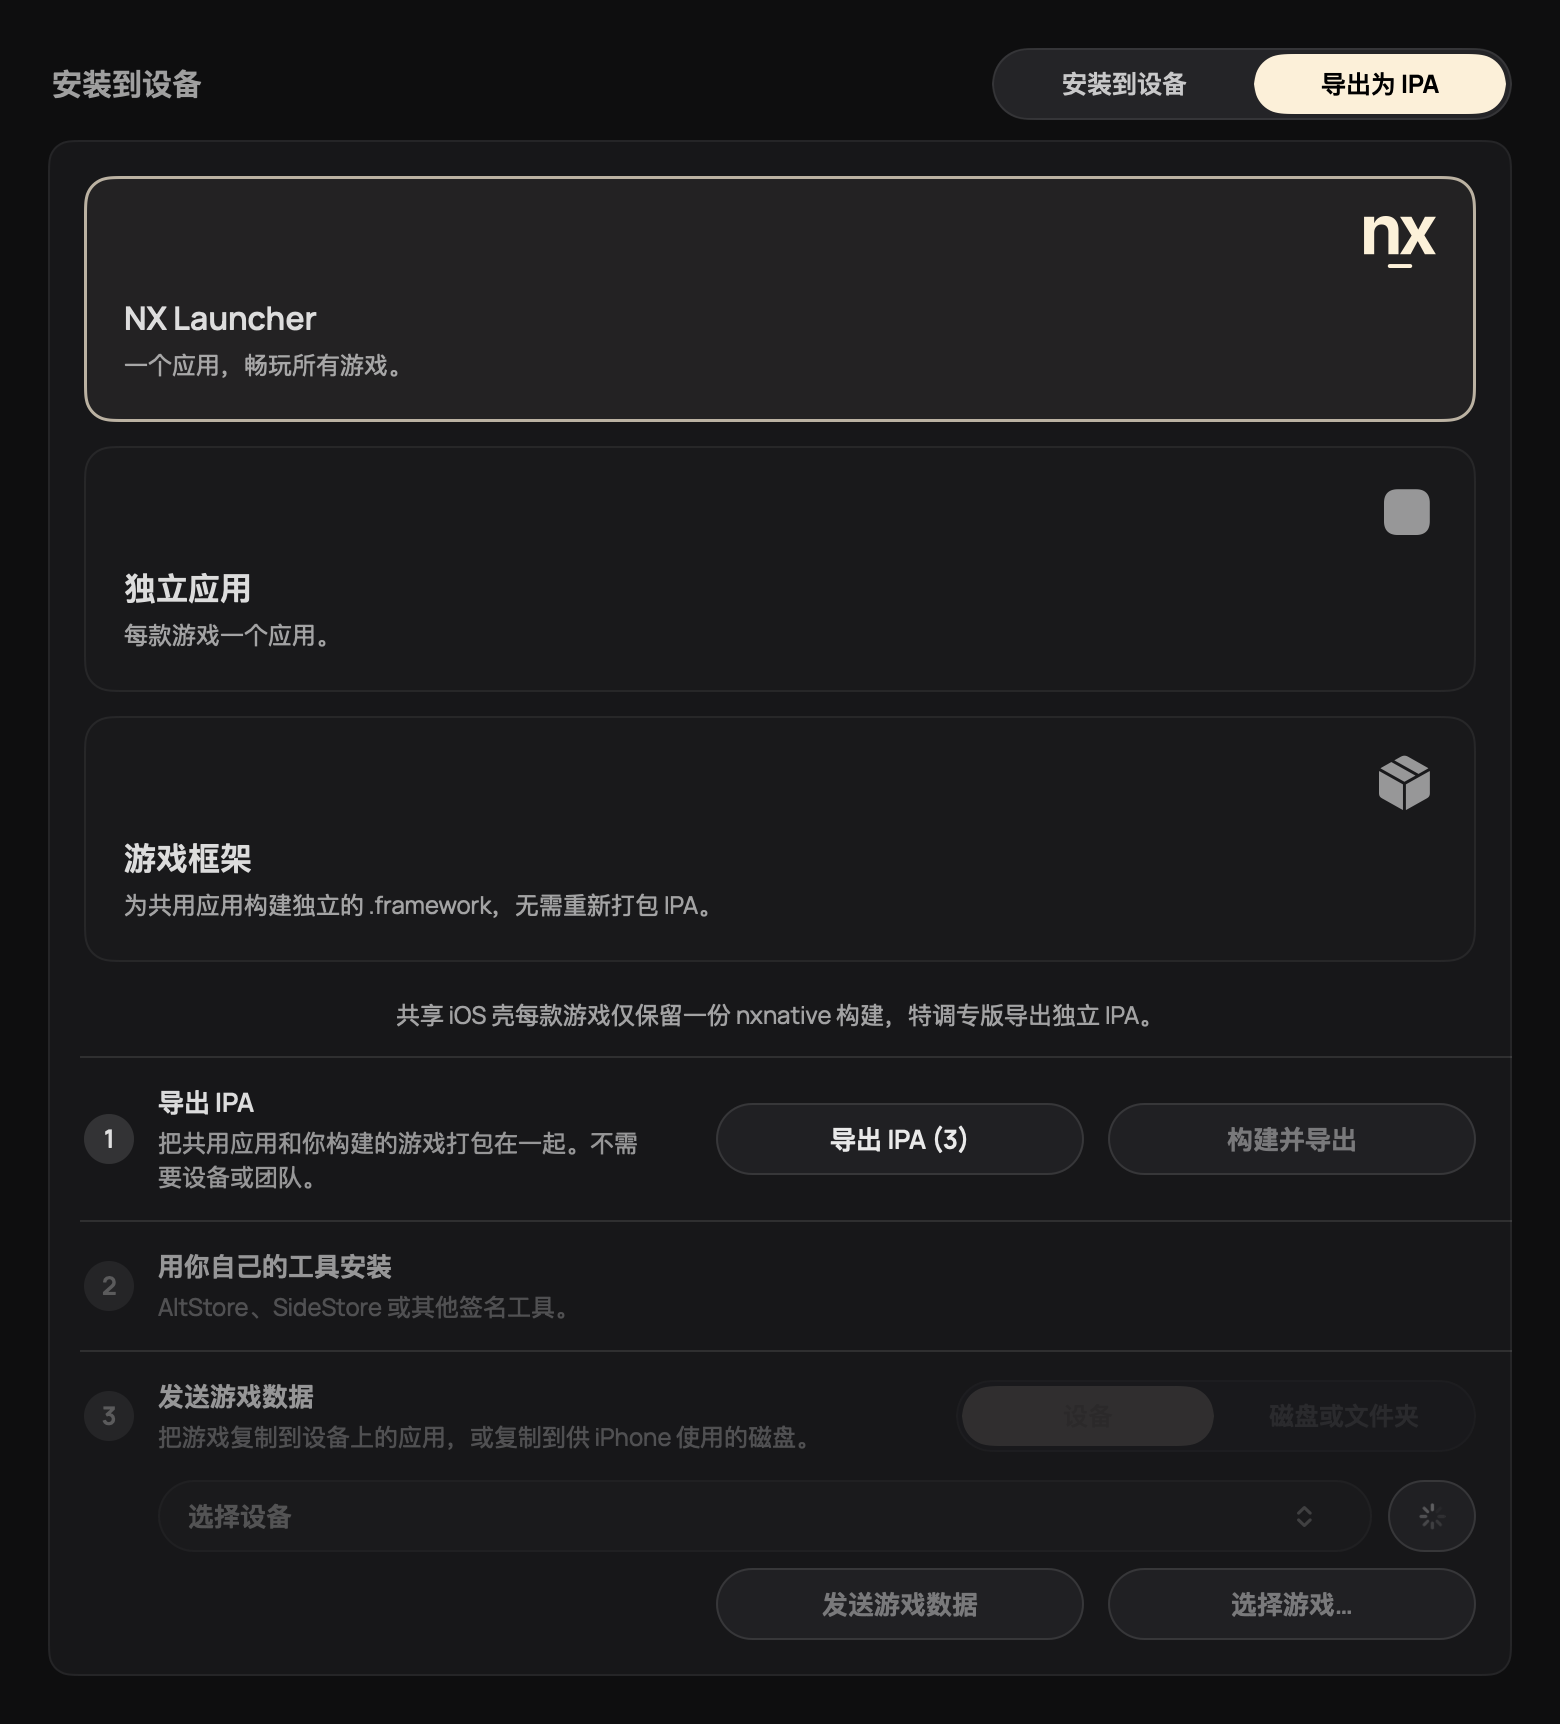 安装到设备
安装到设备
导出为 IPA
nx
NX Launcher
一个应用，畅玩所有游戏。
独立应用
每款游戏一个应用。
游戏框架
为共用应用构建独立的 .framework，无需重新打包 IPA。
共享 iOS 壳每款游戏仅保留一份 nxnative 构建，特调专版导出独立 IPA。
1
导出 IPA
把共用应用和你构建的游戏打包在一起。不需
要设备或团队。
导出 IPA (3)
构建并导出
2
用你自己的工具安装
AltStore、SideStore 或其他签名工具。
3
发送游戏数据
把游戏复制到设备上的应用，或复制到供 iPhone 使用的磁盘。
设备
磁盘或文件夹
选择设备
发送游戏数据
选择游戏...